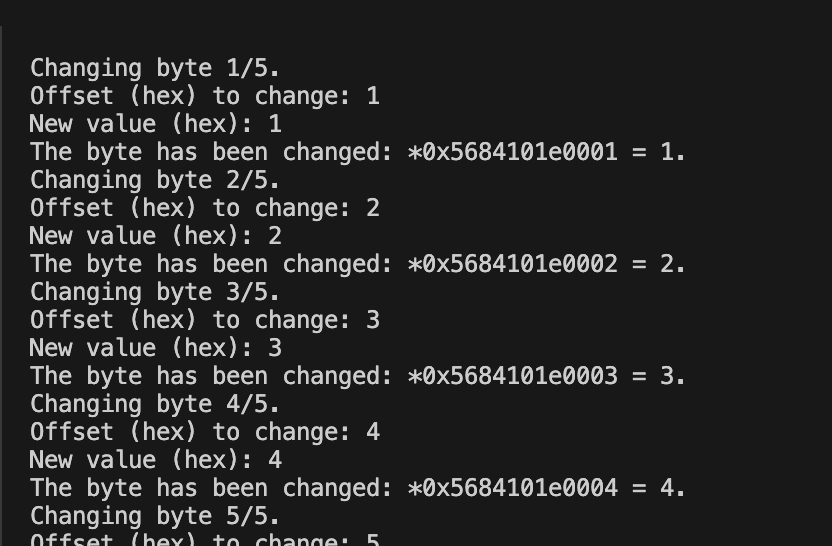 Changing byte 1/5.
Offset (hex) to change: 1
New value (hex): 1
The byte has been changed: *0x5684101e0001 = 1.
Changing byte 2/5.
Offset (hex) to change: 2
New value (hex): 2
The byte has been changed: *0x5684101e0002 = 2.
Changing byte 3/5.
Offset (hex) to change: 3
New value (hex): 3
The byte has been changed: *0x5684101e0003 = 3.
Changing byte 4/5.
Offset (hex) to change: 4
New value (hex): 4
The byte has been changed: *0x5684101e0004 = 4.
Changing byte 5/5.
Offset (hex) to change: 5